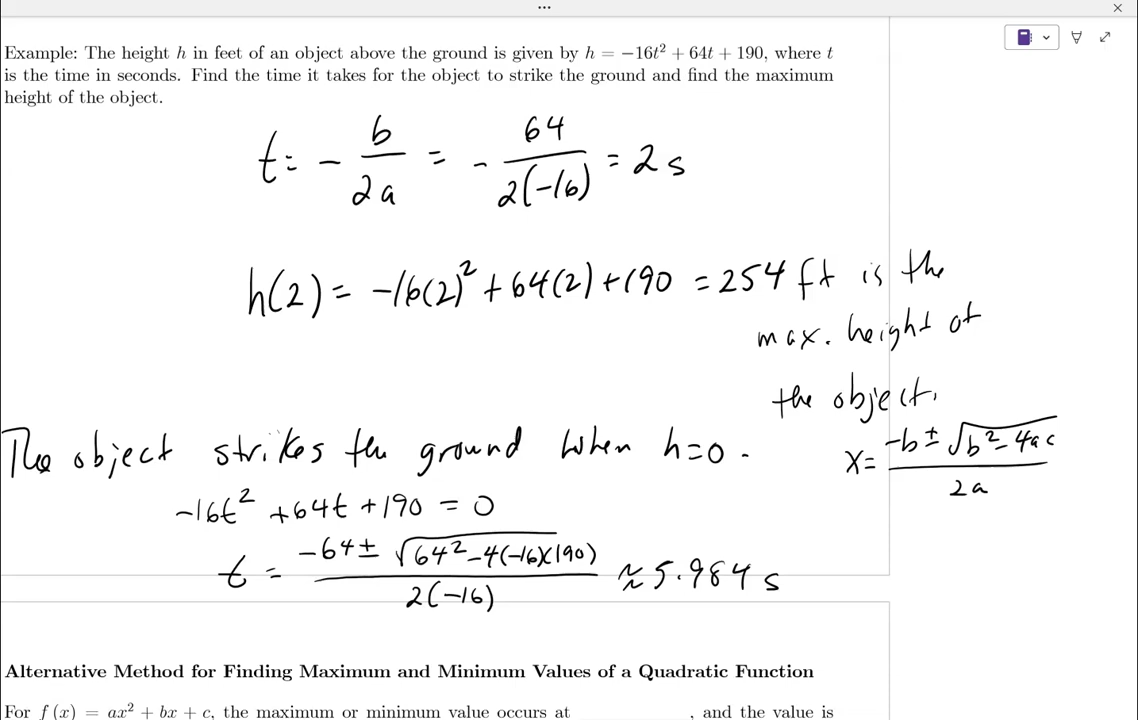 Example: The height h in feet of an object above the ground is given by h = −16t² + 64t + 190, where t
is the time in seconds. Find the time it takes for the object to strike the ground and find the maximum
height of the object.
t = - b/2a = - 64/2(-16) = 2 s
h(2) = -16(2)² + 64(2) + 190 = 254 ft is the
max. height of
the object.
The object strikes the ground when h=0.
x = (-b ± √(b² - 4ac))/2a
-16t² + 64t + 190 = 0
t = (-64 ± √(64² - 4(-16)(190)))/2(-16) ≈ 5.984 s
Alternative Method for Finding Maximum and Minimum Values of a Quadratic Function
For f (x) = ax² + bx + c, the maximum or minimum value occurs at ________, and the value is